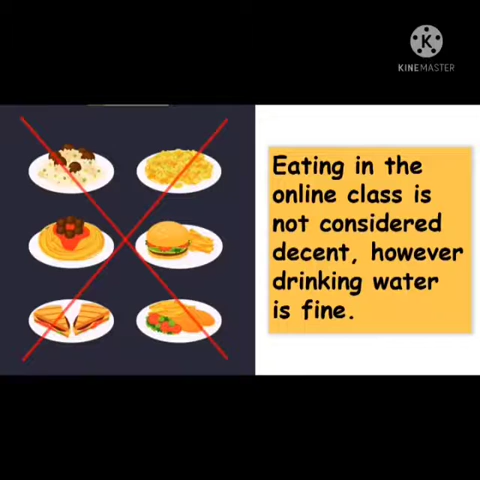 K
KINEMASTER
Eating in the
online class is
not considered
decent, however
drinking water
is fine.